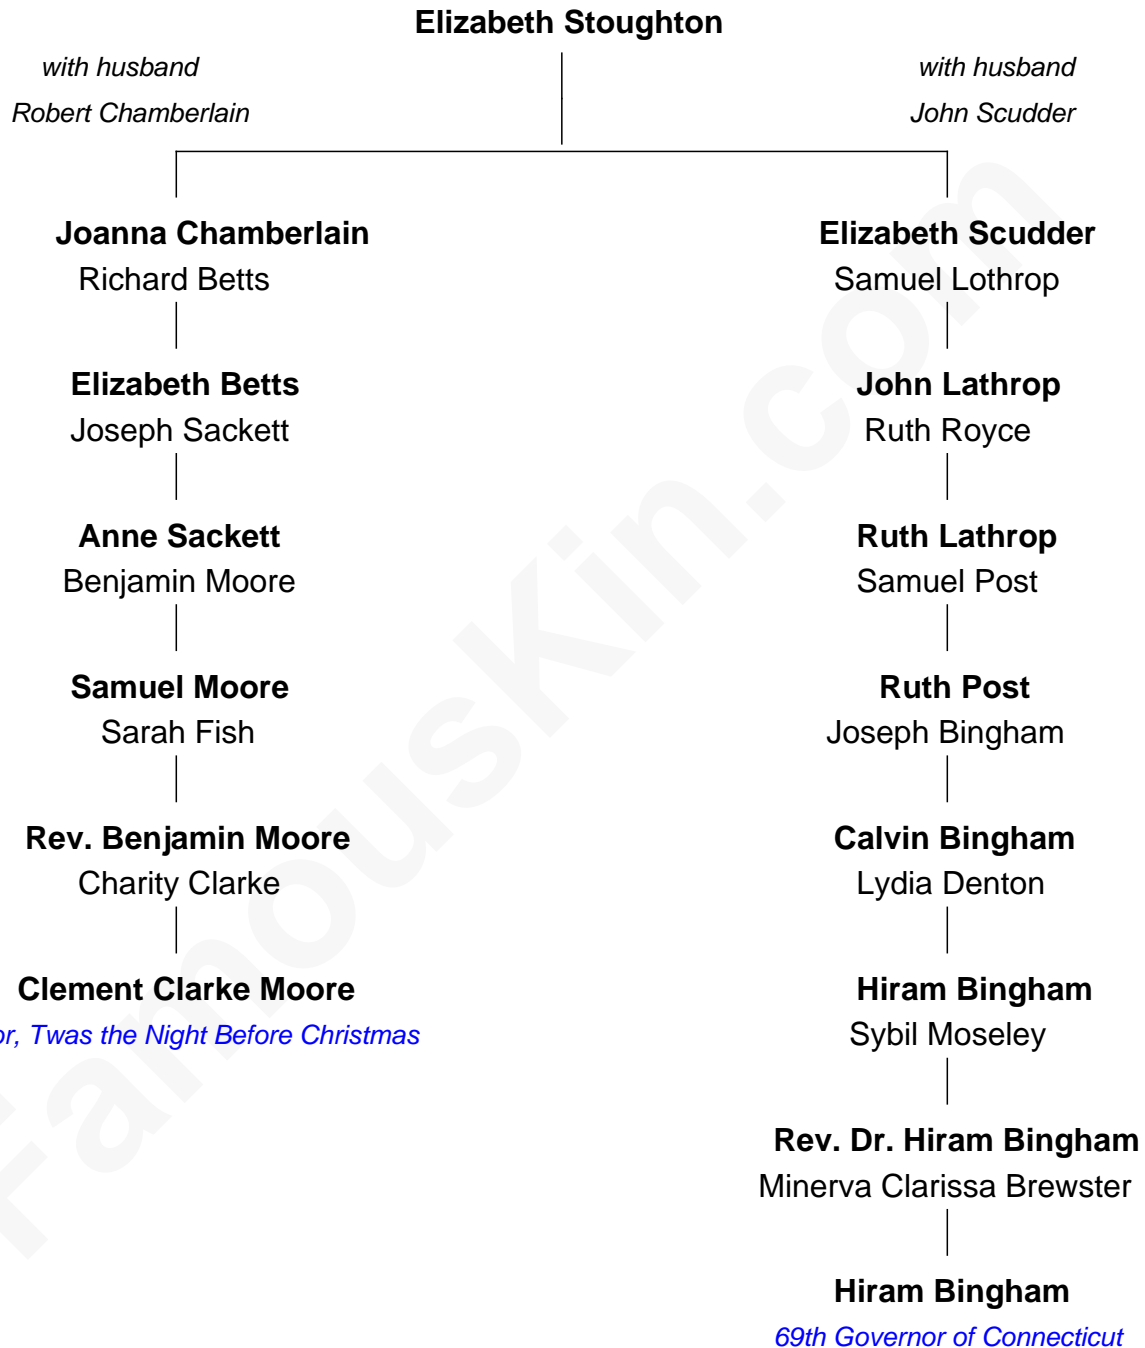 Elizabeth Stoughton
with husband
Robert Chamberlain
with husband
John Scudder
Joanna Chamberlain
Richard Betts
Elizabeth Scudder
Samuel Lothrop
Elizabeth Betts
Joseph Sackett
John Lathrop
Ruth Royce
Anne Sackett
Benjamin Moore
Ruth Lathrop
Samuel Post
Samuel Moore
Sarah Fish
Ruth Post
Joseph Bingham
Rev. Benjamin Moore
Charity Clarke
Calvin Bingham
Lydia Denton
Clement Clarke Moore
Twas the Night Before Christmas
Hiram Bingham
Sybil Moseley
Rev. Dr. Hiram Bingham
Minerva Clarissa Brewster
Hiram Bingham
69th Governor of Connecticut
FamousKin.com